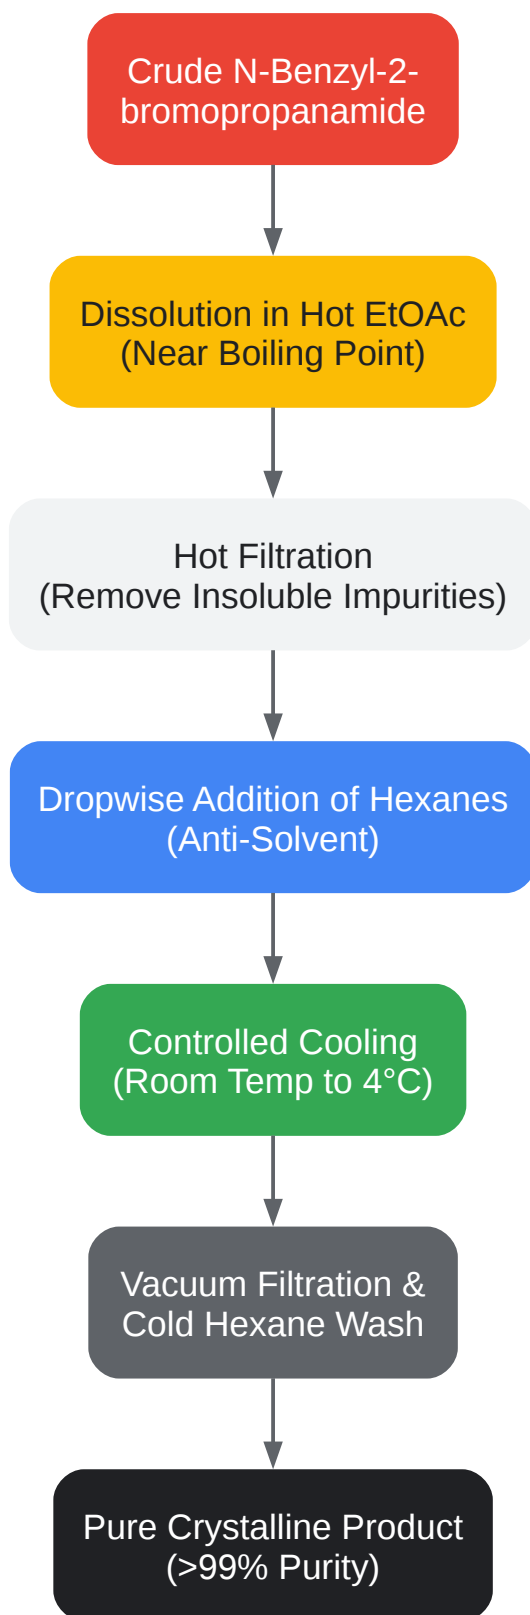 Crude N-Benzyl-2-
bromopropanamide
Dissolution in Hot EtOAc
(Near Boiling Point)
Hot Filtration
(Remove Insoluble Impurities)
Dropwise Addition of Hexanes
(Anti-Solvent)
Controlled Cooling
(Room Temp to 4°C)
Vacuum Filtration &
Cold Hexane Wash
Pure Crystalline Product
(>99% Purity)